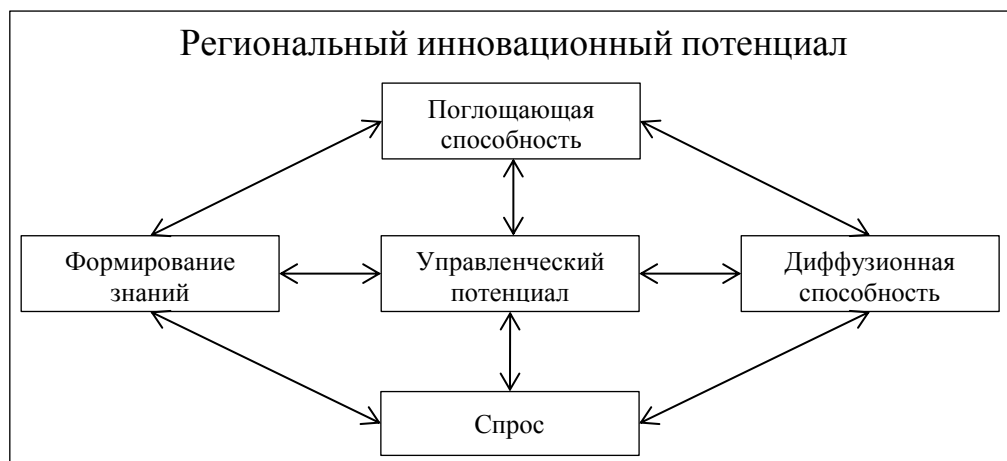 Региональный инновационный потенциал
Поглощающая
способность
Формирование
знаний
Управленческий
потенциал
Диффузионная
способность
Спрос